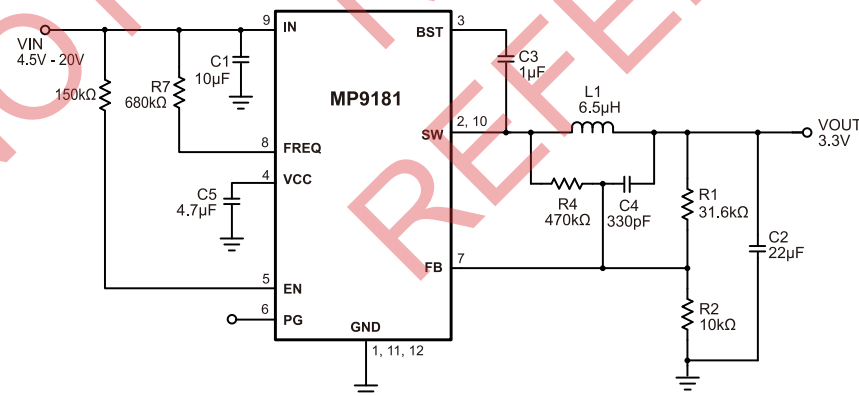 VIN
4.5V - 20V
150kΩ
R7
680kΩ
C1
10µF
9
IN
8
FREQ
4
VCC
C5
4.7µF
5
EN
6
PG
MP9181
BST
3
C3
1µF
SW
2, 10
L1
6.5µH
R4
470kΩ
C4
330pF
FB
7
GND
1, 11, 12
R1
31.6kΩ
R2
10kΩ
C2
22µF
VOUT
3.3V
REFE